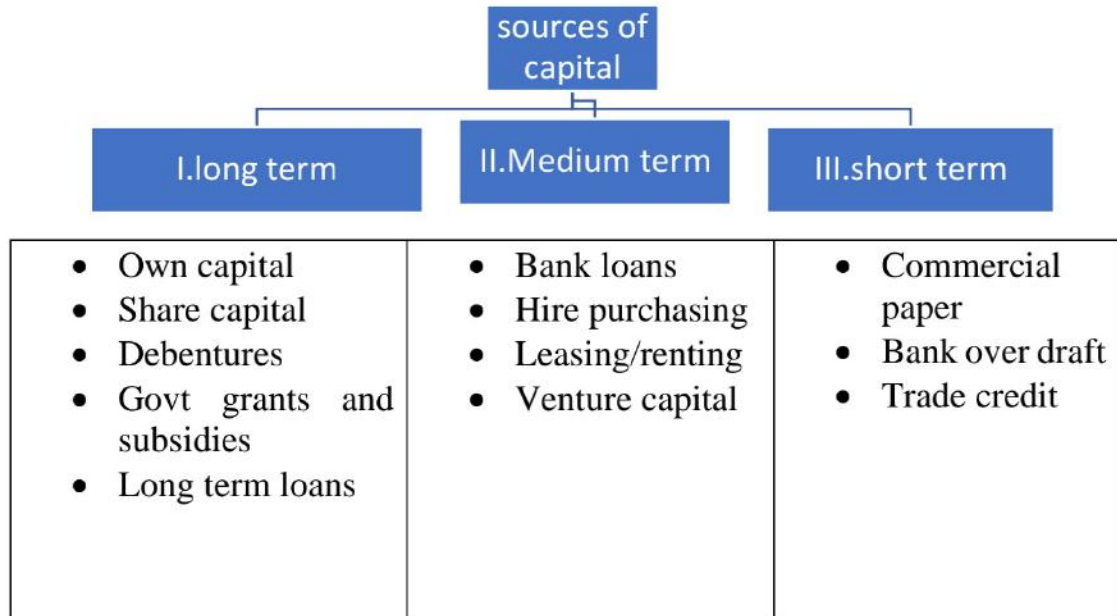 sources of
capital
I.long term
II.Medium term
III.short term
• Own capital
• Share capital
• Debentures
• Govt grants and
subsidies
• Long term loans
• Bank loans
• Hire purchasing
• Leasing/renting
• Venture capital
• Commercial
paper
• Bank over draft
• Trade credit